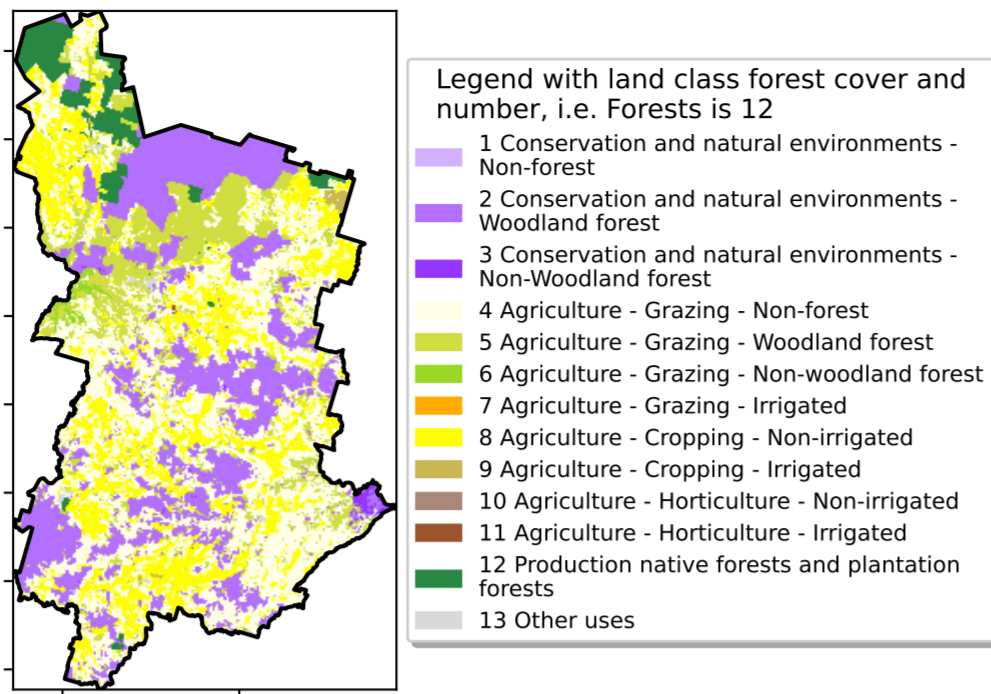 Legend with land class forest cover and
number, i.e. Forests is 12
1 Conservation and natural environments -
Non-forest
2 Conservation and natural environments -
Woodland forest
3 Conservation and natural environments -
Non-Woodland forest
4 Agriculture - Grazing - Non-forest
5 Agriculture - Grazing - Woodland forest
6 Agriculture - Grazing - Non-woodland forest
7 Agriculture - Grazing - Irrigated
8 Agriculture - Cropping - Non-irrigated
9 Agriculture - Cropping - Irrigated
10 Agriculture - Horticulture - Non-irrigated
11 Agriculture - Horticulture - Irrigated
12 Production native forests and plantation
forests
13 Other uses